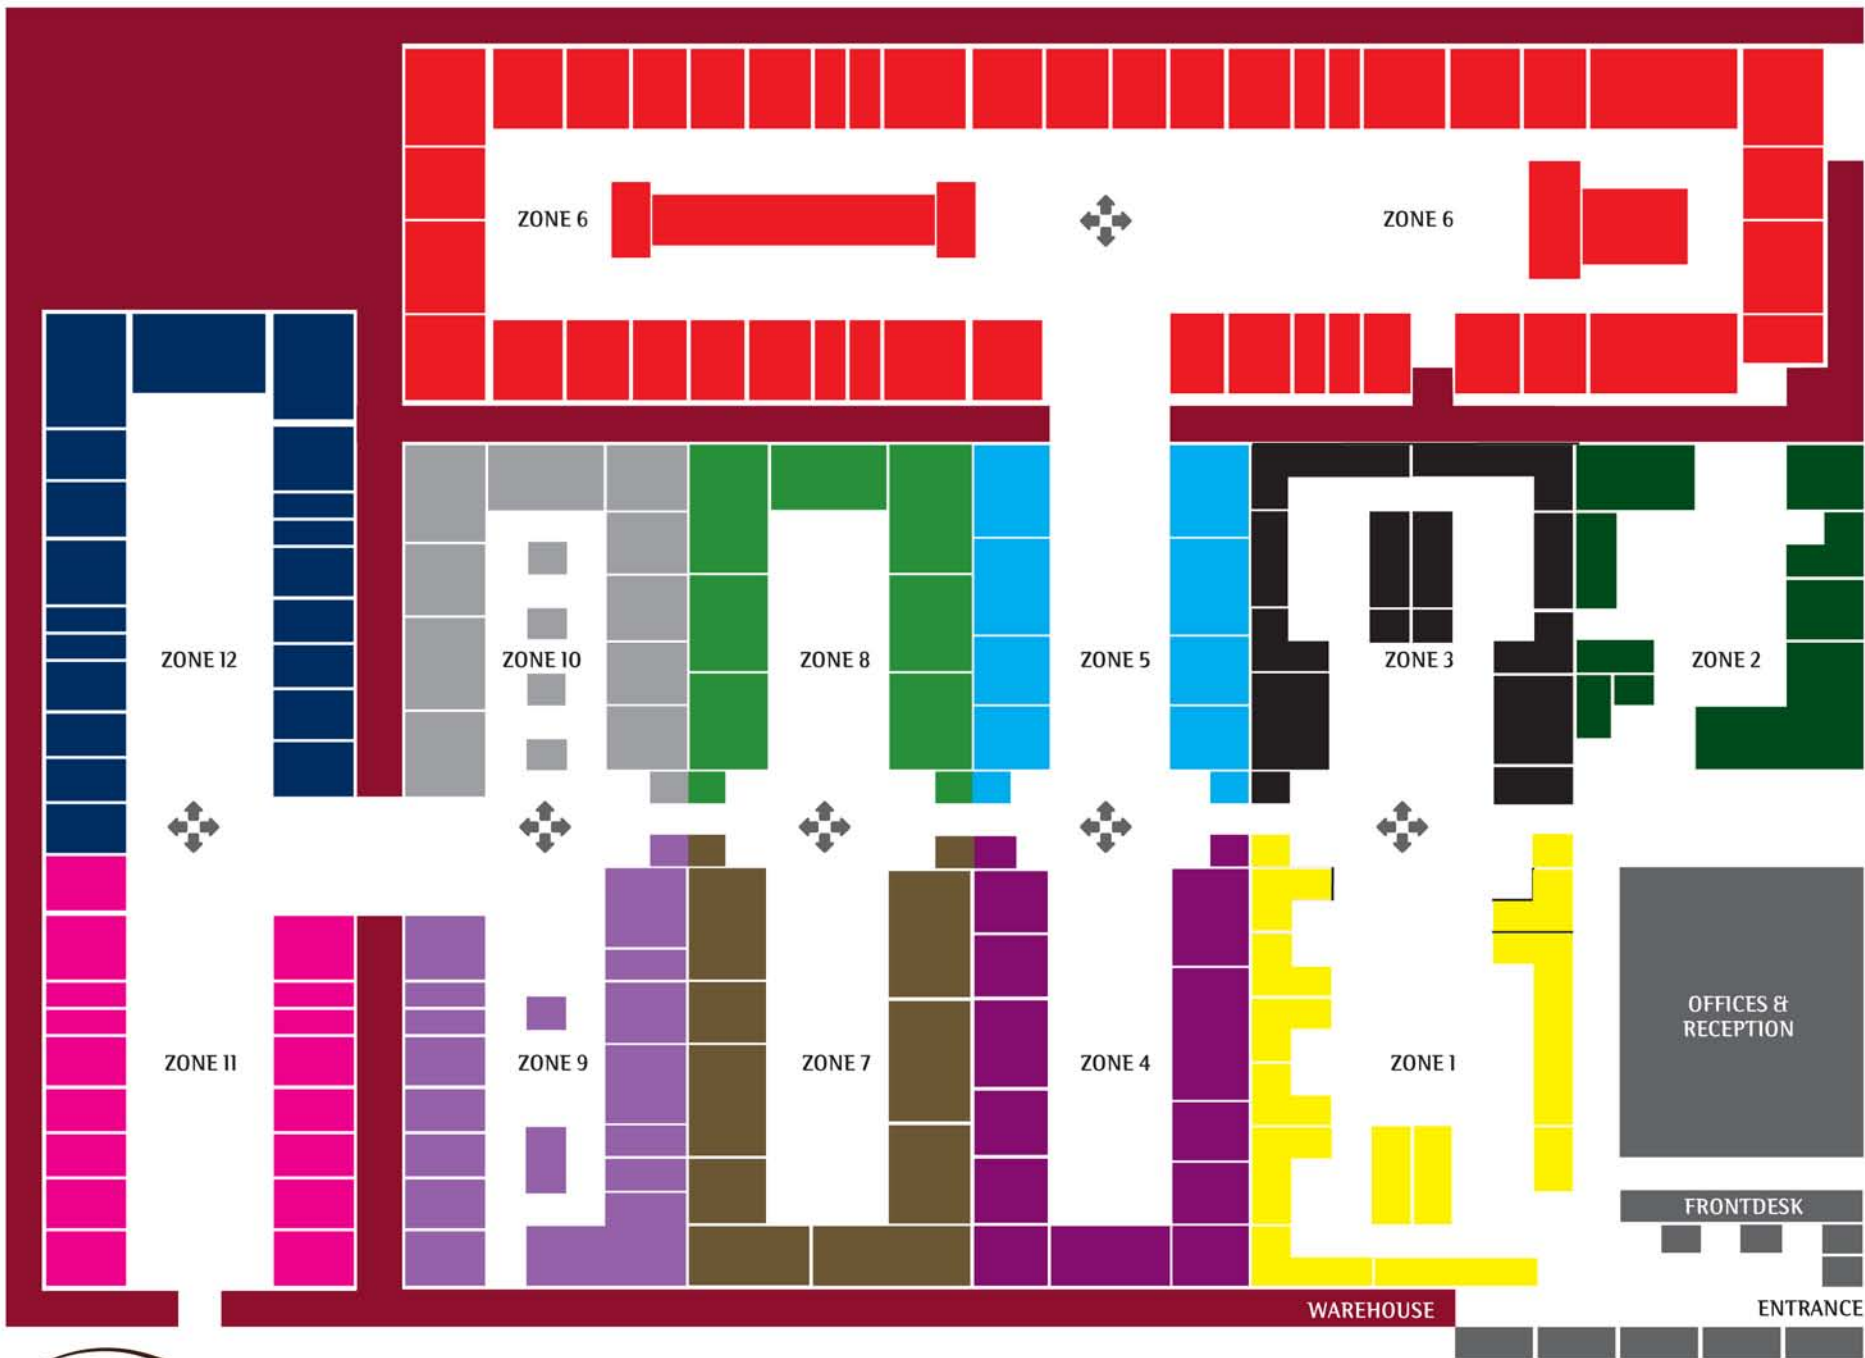 ZONE 6
ZONE 6
ZONE 12
ZONE 10
ZONE 8
ZONE 5
ZONE 3
ZONE 2
ZONE 11
ZONE 9
ZONE 7
ZONE 4
ZONE 1
OFFICES &
RECEPTION
FRONTDESK
WAREHOUSE
ENTRANCE